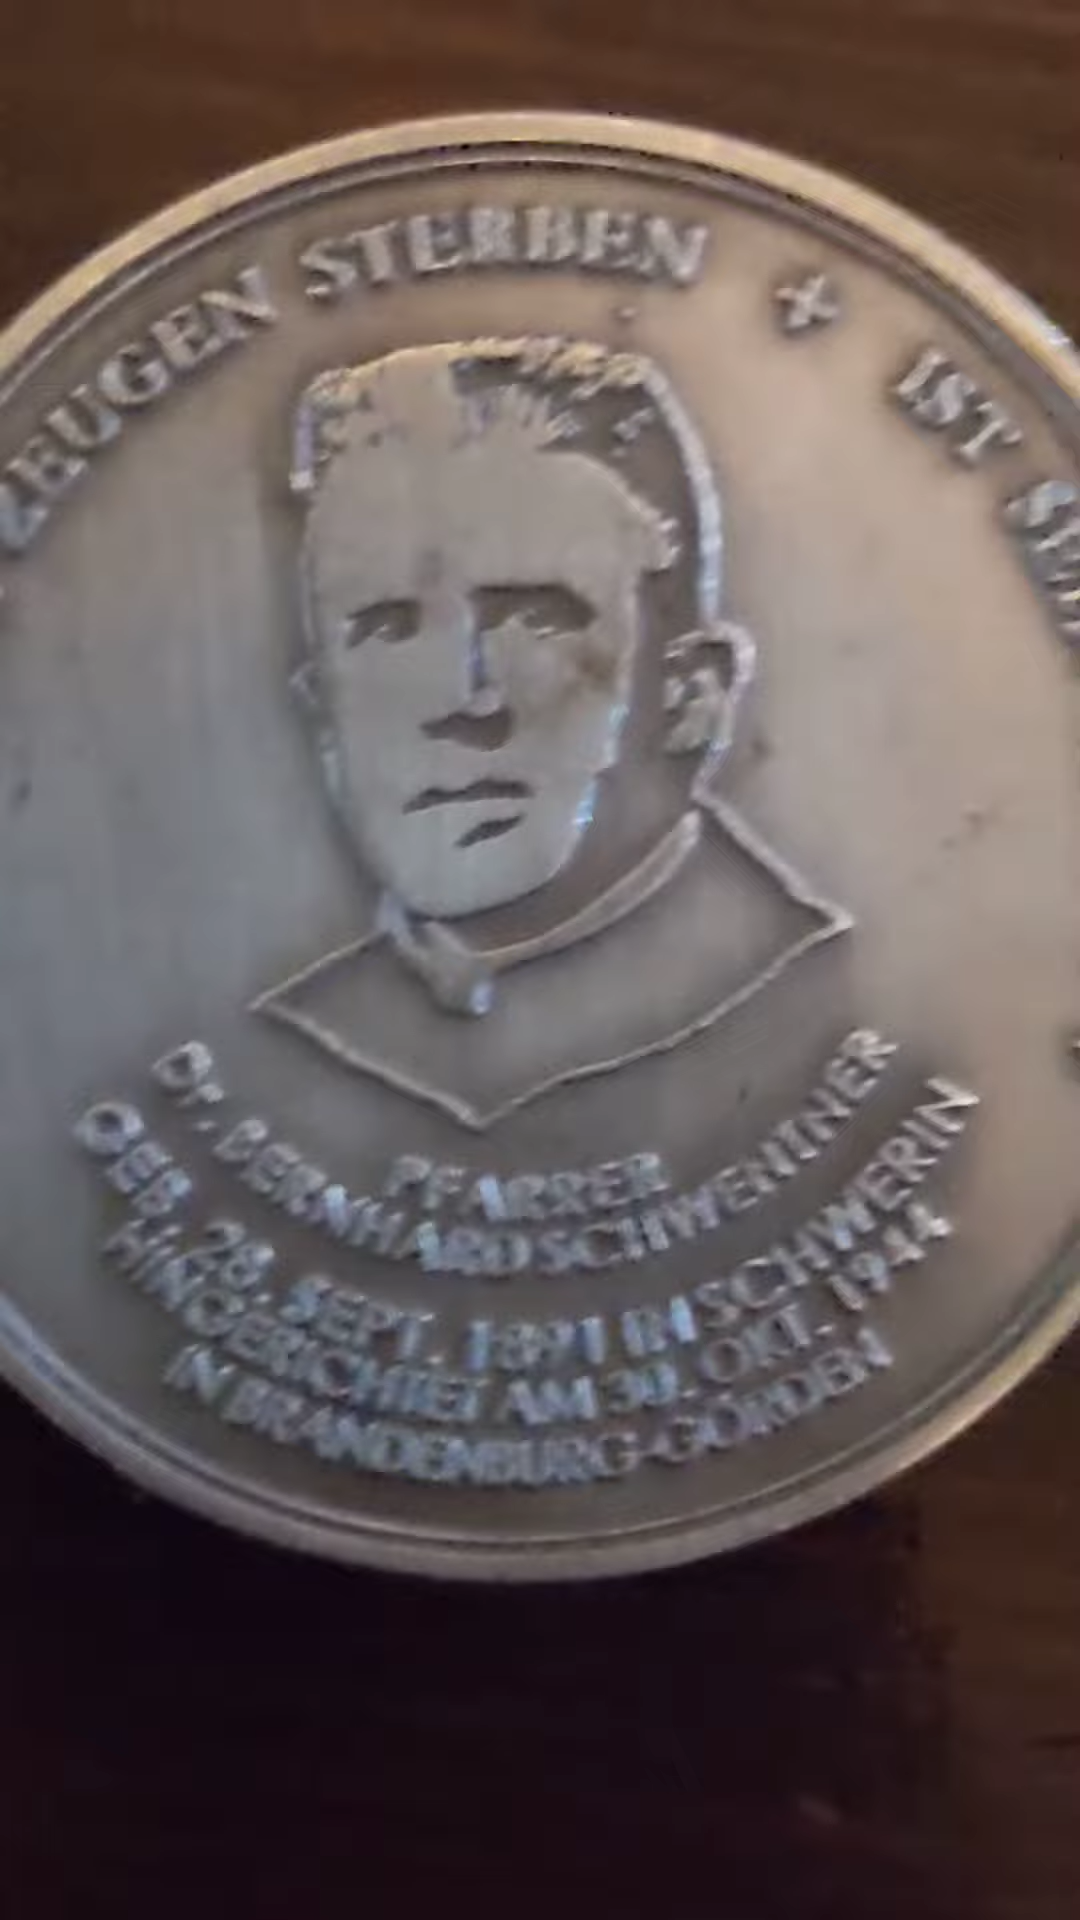 ZEUGEN STERBEN + IST
PFARRER
Dr. BERNHARD SCHWENTNER
GEB. 28. SEPT. 1891 IN SCHWERIN
HINGERICHTET AM 30. OKT. 1944
IN BRANDENBURG-GÖRDEN